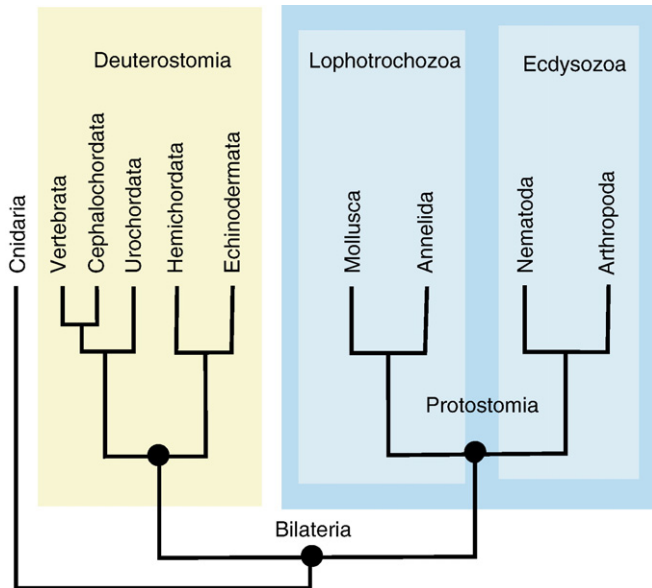 Deuterostomia
Lophotrochozoa
Ecdysozoa
Cnidaria
Vertebrata
Cephalochordata
Urochordata
Hemichordata
Echinodermata
Mollusca
Annelida
Nematoda
Arthropoda
Protostomia
Bilateria